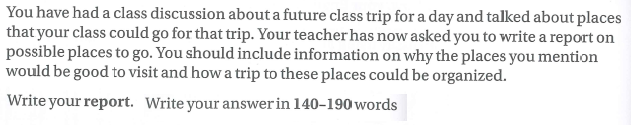 You have had a class discussion about a future class trip for a day and talked about places
that your class could go for that trip. Your teacher has now asked you to write a report on
possible places to go. You should include information on why the places you mention
would be good to visit and how a trip to these places could be organized.
Write your report. Write your answer in 140–190 words